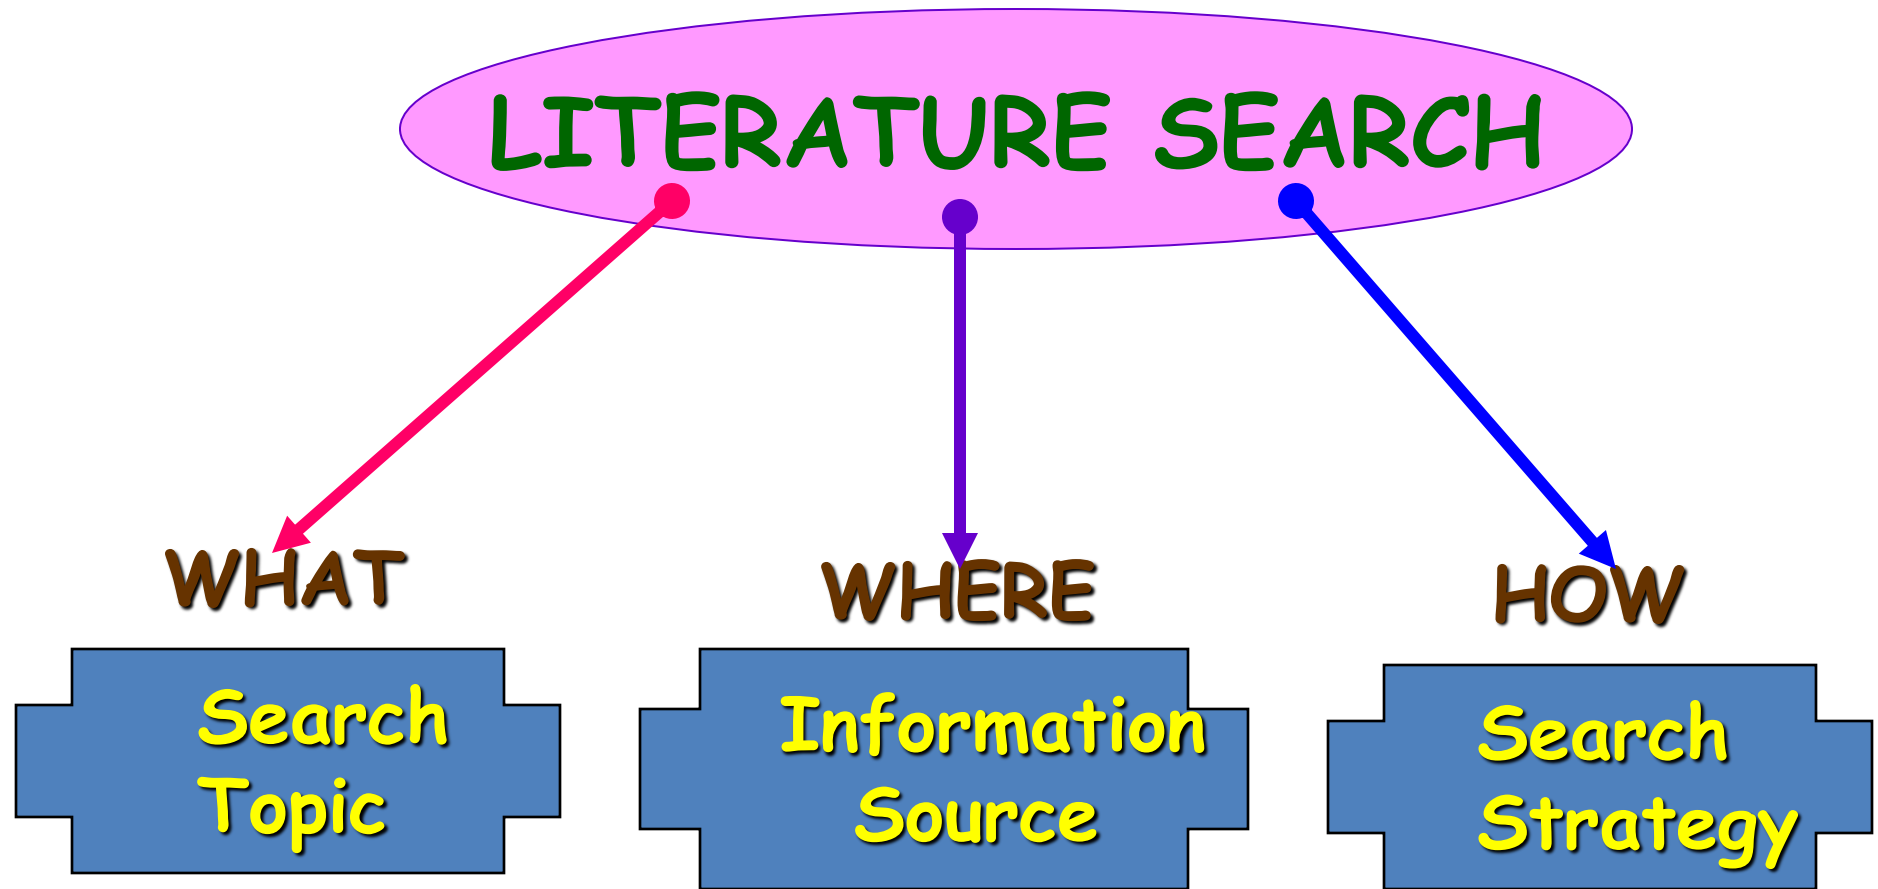 LITERATURE SEARCH
WHAT
WHERE
HOW
Search
Topic
Information
Source
Search
Strategy